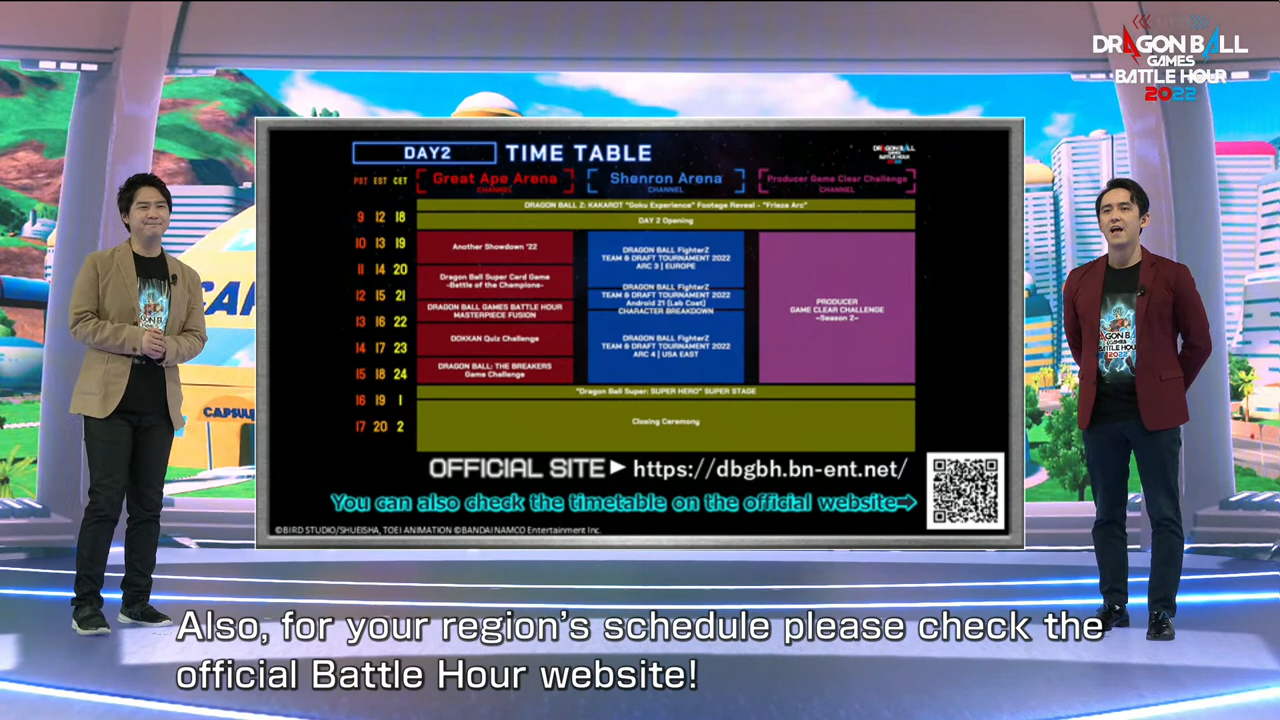 DRAGON BALL
GAMES
BATTLE HOUR
2022
DAY2 TIME TABLE
DRAGON BALL
GAMES
BATTLE HOUR
2022
PST EST CET
Great Ape Arena
CHANNEL
Shenron Arena
CHANNEL
Producer Game Clear Challenge
CHANNEL
DRAGON BALL Z: KAKAROT "Goku Experience" Footage Reveal - "Frieza Arc"
9 12 18
DAY 2 Opening
10 13 19
11 14 20
12 15 21
13 16 22
14 17 23
15 18 24
16 19 1
17 20 2
Another Showdown '22
Dragon Ball Super Card Game
-Battle of the Champions-
DRAGON BALL GAMES BATTLE HOUR
MASTERPIECE FUSION
DOKKAN Quiz Challenge
DRAGON BALL: THE BREAKERS
Game Challenge
DRAGON BALL FighterZ
TEAM & DRAFT TOURNAMENT 2022
ARC 3 | EUROPE
DRAGON BALL FighterZ
TEAM & DRAFT TOURNAMENT 2022
Android 21 (Lab Coat)
CHARACTER BREAKDOWN
DRAGON BALL FighterZ
TEAM & DRAFT TOURNAMENT 2022
ARC 4 | USA EAST
PRODUCER
GAME CLEAR CHALLENGE
-Season 2-
"Dragon Ball Super: SUPER HERO" SUPER STAGE
Closing Ceremony
OFFICIAL SITE▶https://dbgbh.bn-ent.net/
You can also check the timetable on the official website➡
©BIRD STUDIO/SHUEISHA, TOEI ANIMATION ©BANDAI NAMCO Entertainment Inc.
CAPSULE
Also, for your region's schedule please check the
official Battle Hour website!